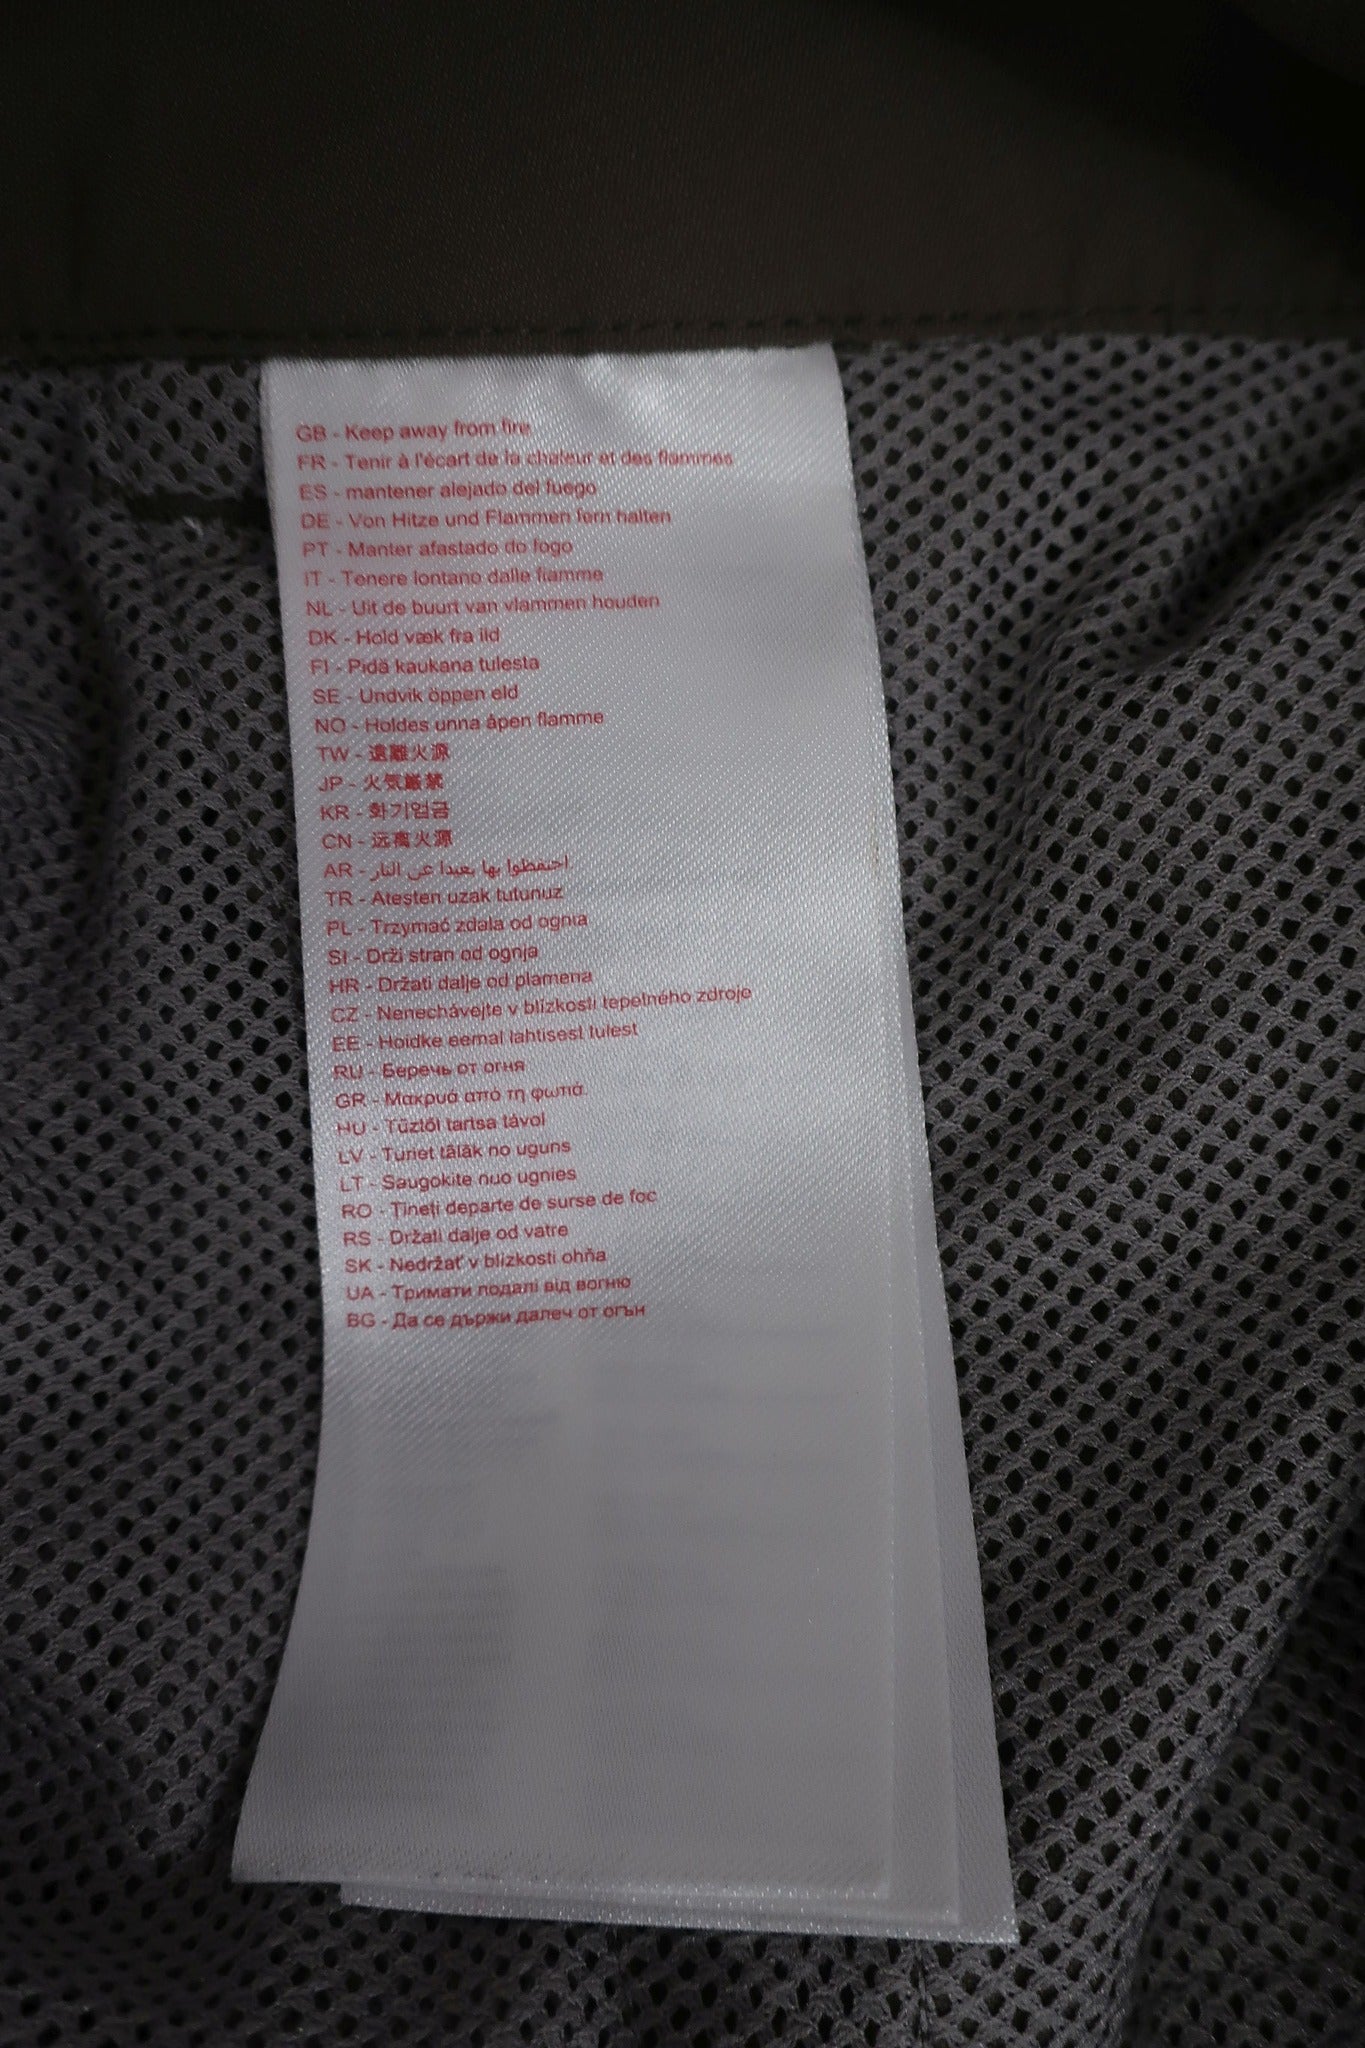 GB - Keep away from fire
FR - Tenir à l'écart de la chaleur et des flammes
ES - mantener alejado del fuego
DE - Von Hitze und Flammen fern halten
PT - Manter afastado do fogo
IT - Tenere lontano dalle fiamme
NL - Uit de buurt van vlammen houden
DK - Hold væk fra ild
FI - Pidä kaukana tulesta
SE - Undvik öppen eld
NO - Holdes unna åpen flamme
TW - 遠離火源
JP - 火気厳禁
KR - 화기엄금
CN - 远离火源
AR - احتفظوا بها بعيدا عن النار.
TR - Ateşten uzak tutunuz
PL - Trzymać zdala od ognia
SI - Drži stran od ognja
HR - Držati dalje od plamena
CZ - Nenechávejte v blízkosti tepelného zdroje
EE - Hoidke eemal lahtisest tulest
RU - Беречь от огня
GR - Μακρυά από τη φωτιά.
HU - Tűztől tartsa távol
LV - Turiet tālāk no uguns
LT - Saugokite nuo ugnies
RO - Țineți departe de surse de foc
RS - Držati dalje od vatre
SK - Nedržať v blízkosti ohňa
UA - Тримати подалі від вогню
BG - Да се държи далеч от огън